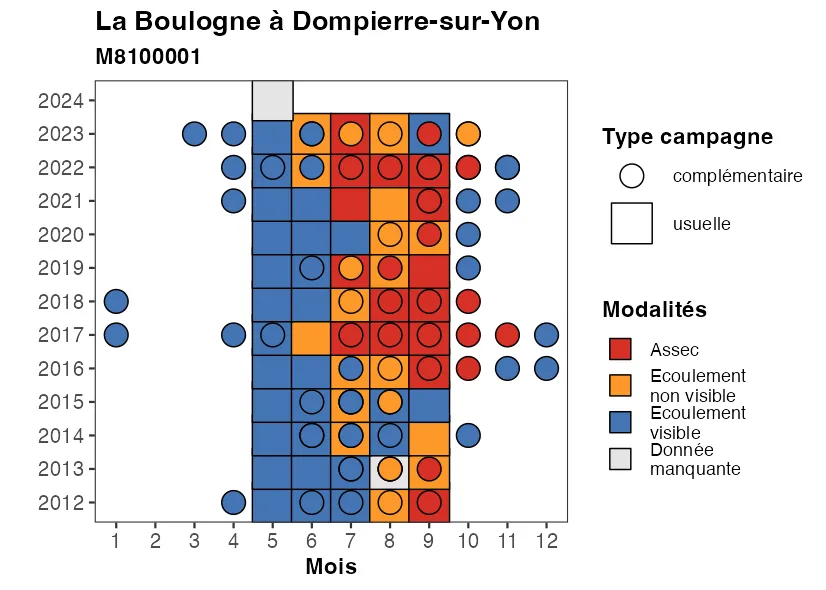 La Boulogne à Dompierre-sur-Yon
M8100001
2024
2023
2022
2021
2020
2019
2018
2017
2016
2015
2014
2013
2012
1 2 3 4 5 6 7 8 9 10 11 12
Mois
Type campagne
complémentaire
usuelle
Modalités
Assec
Ecoulement
non visible
Ecoulement
visible
Donnée
manquante